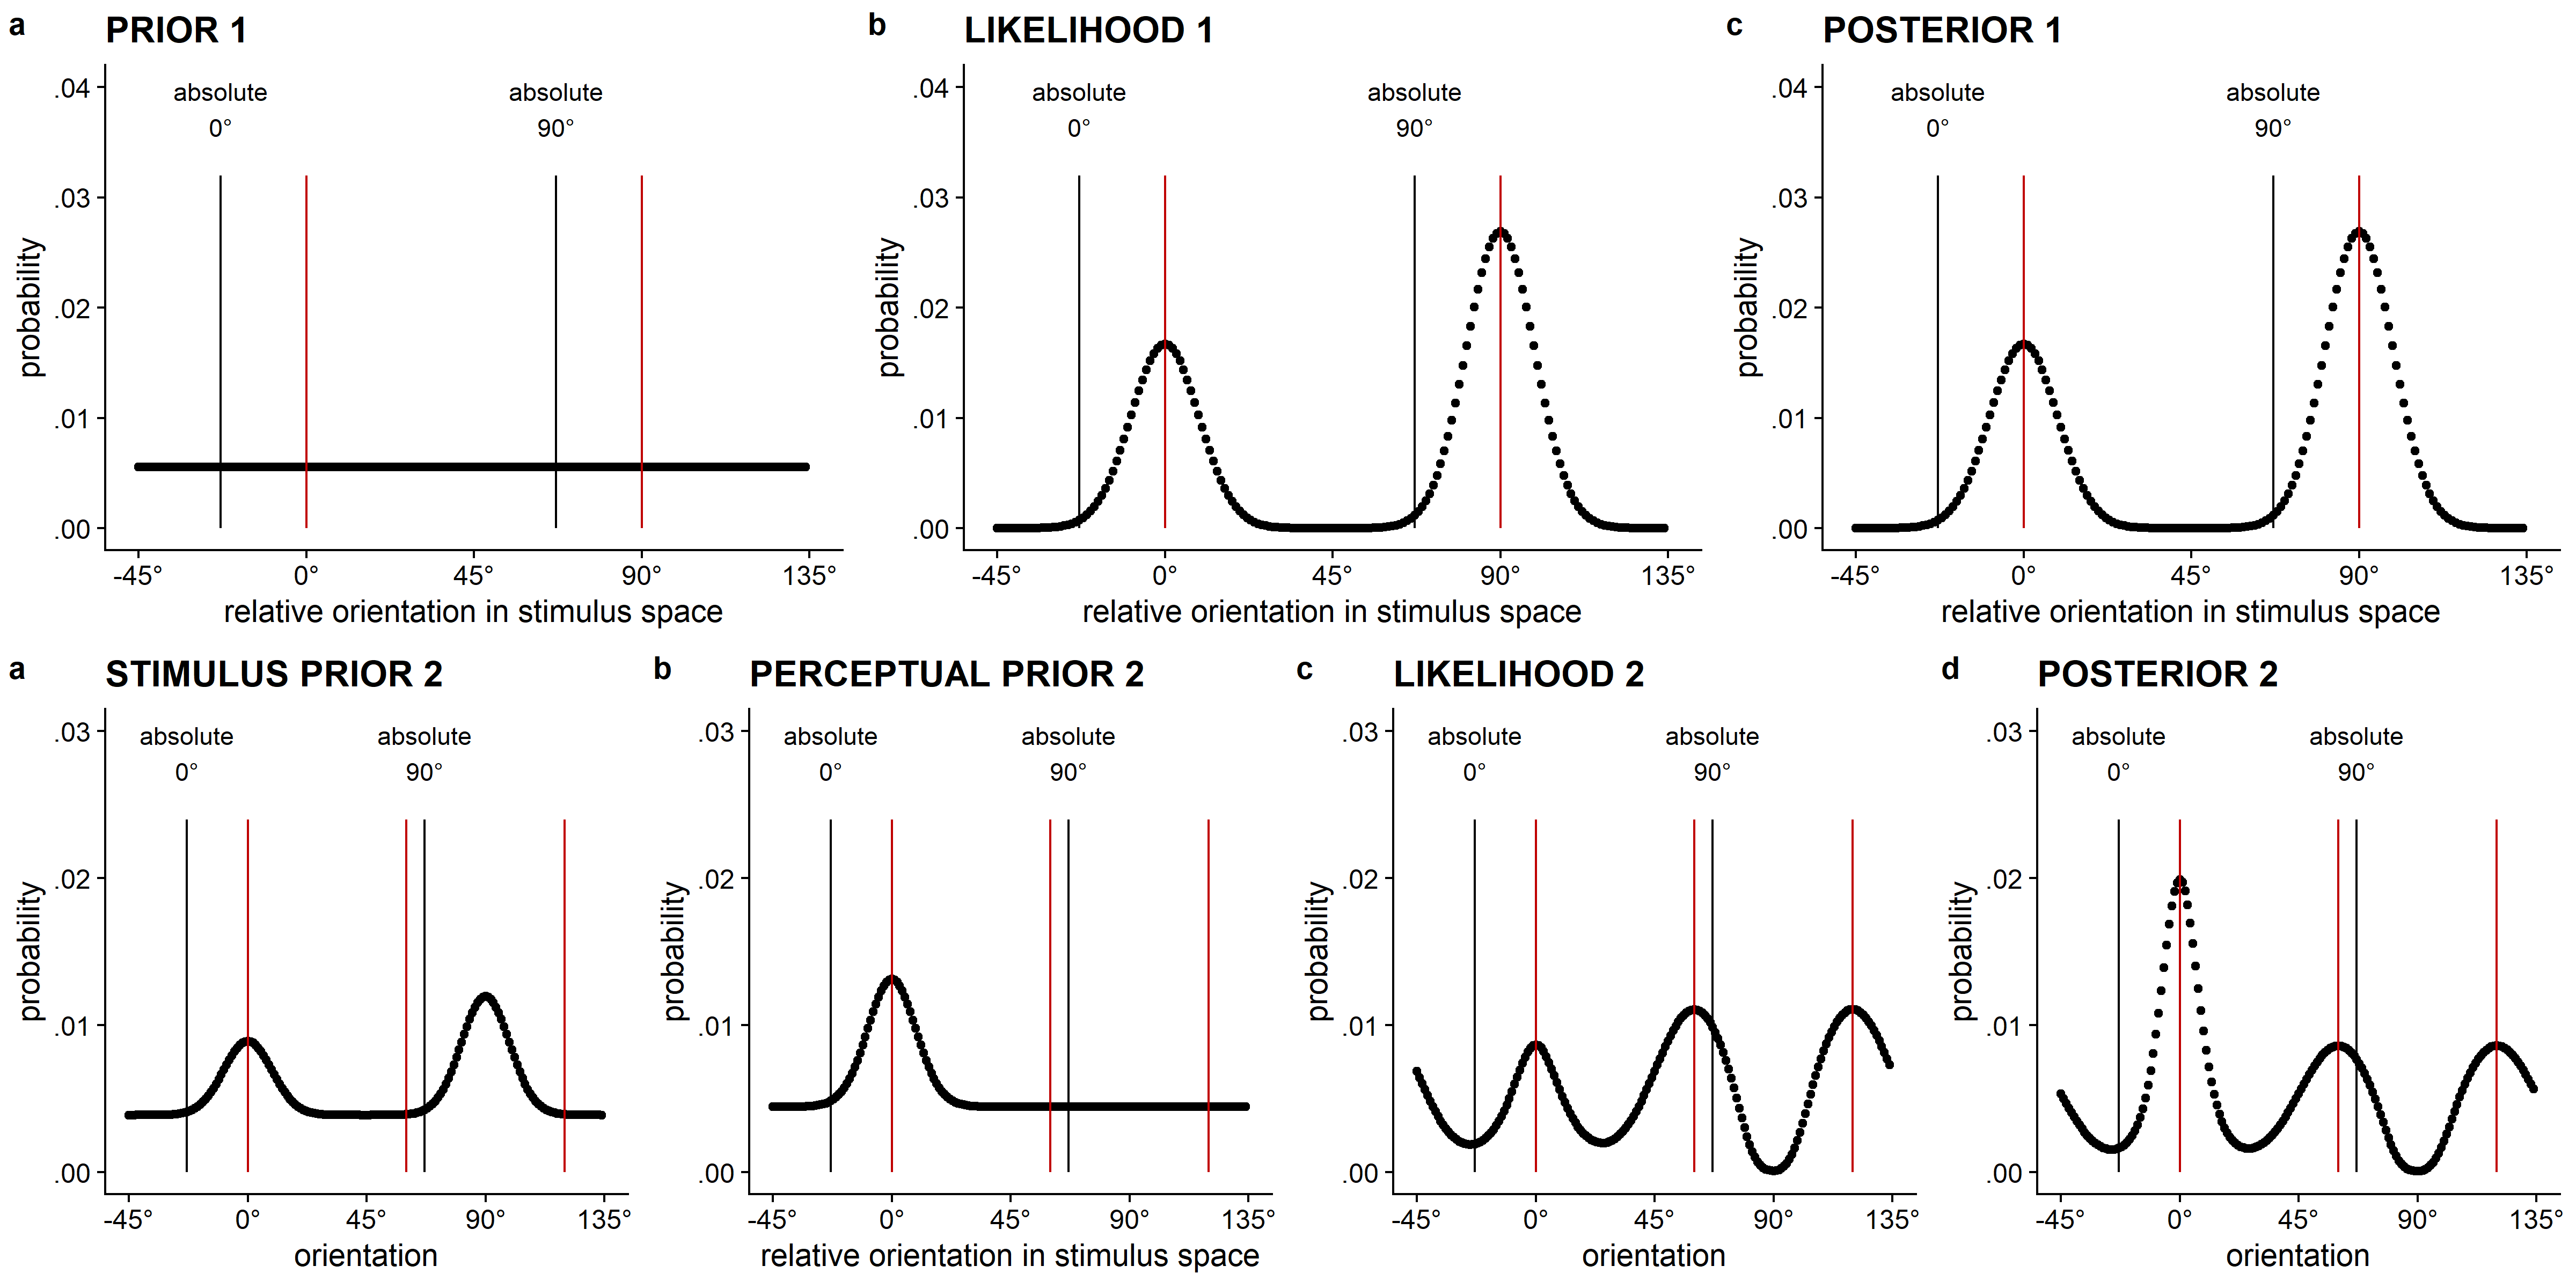 a PRIOR 1
absolute 0°
absolute 90°
.04
.03
.02
.01
.00
probability
-45° 0° 45° 90° 135°
relative orientation in stimulus space
b LIKELIHOOD 1
absolute 0°
absolute 90°
.04
.03
.02
.01
.00
probability
-45° 0° 45° 90° 135°
relative orientation in stimulus space
c POSTERIOR 1
absolute 0°
absolute 90°
.04
.03
.02
.01
.00
probability
-45° 0° 45° 90° 135°
relative orientation in stimulus space
a STIMULUS PRIOR 2
absolute 0°
absolute 90°
.03
.02
.01
.00
probability
-45° 0° 45° 90° 135°
orientation
b PERCEPTUAL PRIOR 2
absolute 0°
absolute 90°
.03
.02
.01
.00
probability
-45° 0° 45° 90° 135°
relative orientation in stimulus space
c LIKELIHOOD 2
absolute 0°
absolute 90°
.03
.02
.01
.00
probability
-45° 0° 45° 90° 135°
orientation
d POSTERIOR 2
absolute 0°
absolute 90°
.03
.02
.01
.00
probability
-45° 0° 45° 90° 135°
orientation